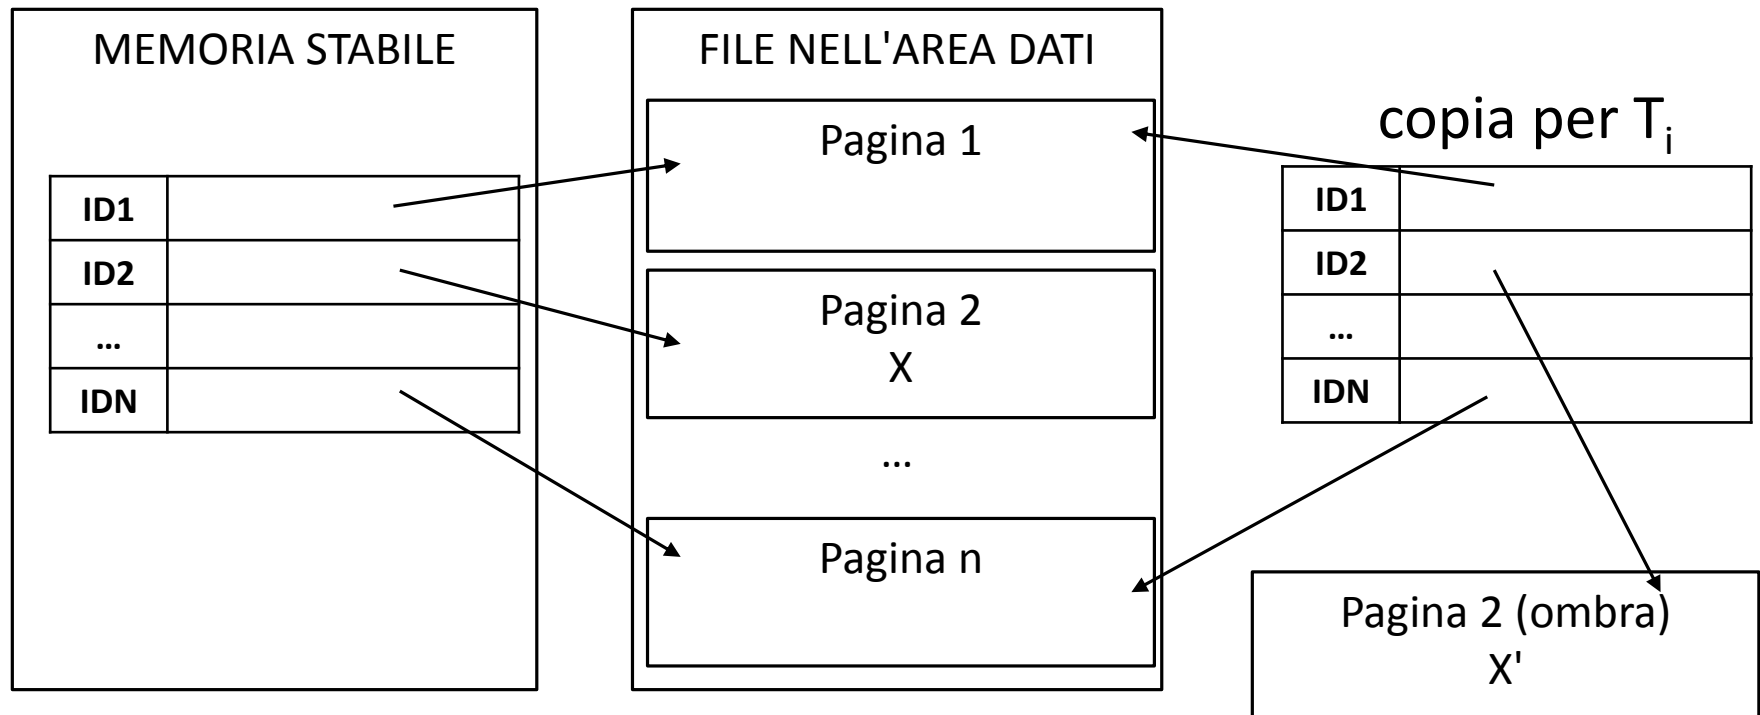 MEMORIA STABILE
ID1
ID2
...
IDN
FILE NELL'AREA DATI
Pagina 1
Pagina 2
X
...
Pagina n
copia per Ti
ID1
ID2
...
IDN
Pagina 2 (ombra)
X'